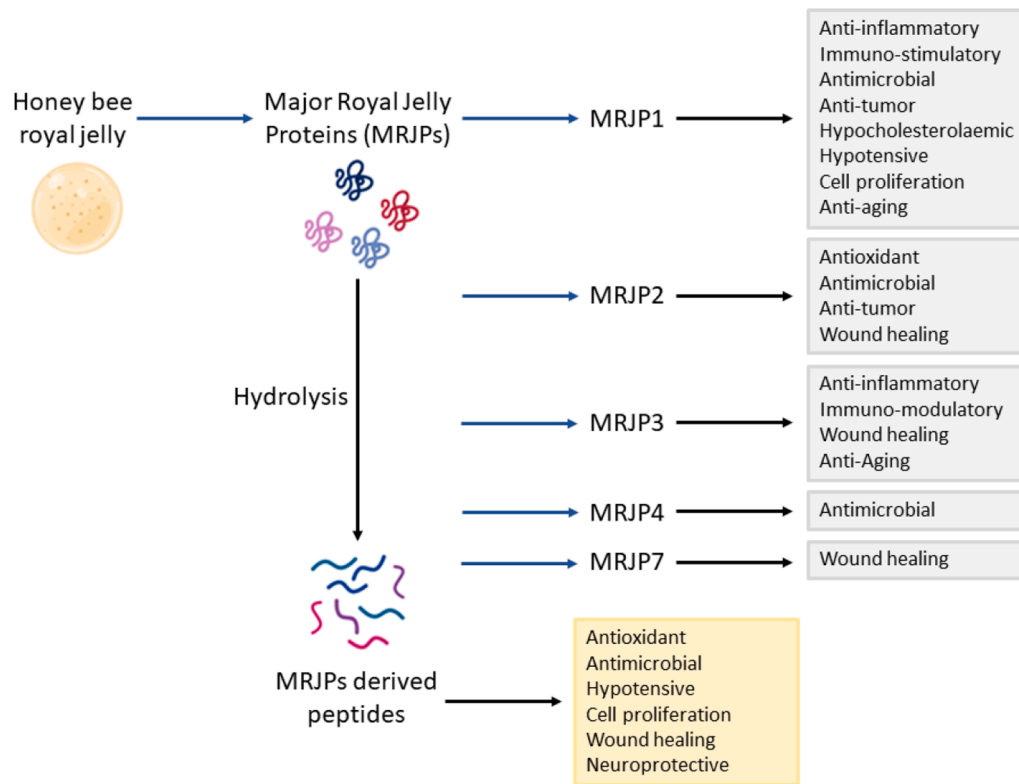 Honey bee
royal jelly
Major Royal Jelly
Proteins (MRJPs)
MRJP1
Anti-inflammatory
Immuno-stimulatory
Antimicrobial
Anti-tumor
Hypocholesterolaemic
Hypotensive
Cell proliferation
Anti-aging
MRJP2
Antioxidant
Antimicrobial
Anti-tumor
Wound healing
Hydrolysis
MRJP3
Anti-inflammatory
Immuno-modulatory
Wound healing
Anti-Aging
MRJP4
Antimicrobial
MRJP7
Wound healing
MRJPs derived
peptides
Antioxidant
Antimicrobial
Hypotensive
Cell proliferation
Wound healing
Neuroprotective